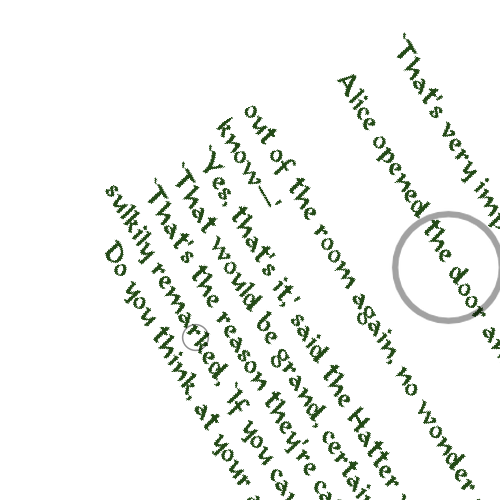 `That's very imp
Alice opened the door an
out of the room again, no wonder
know—'
`Yes, that's it,' said the Hatter
`That would be grand, certai
`That's the reason they're ca
sulkily remarked, `If you ca
Do you think, at your